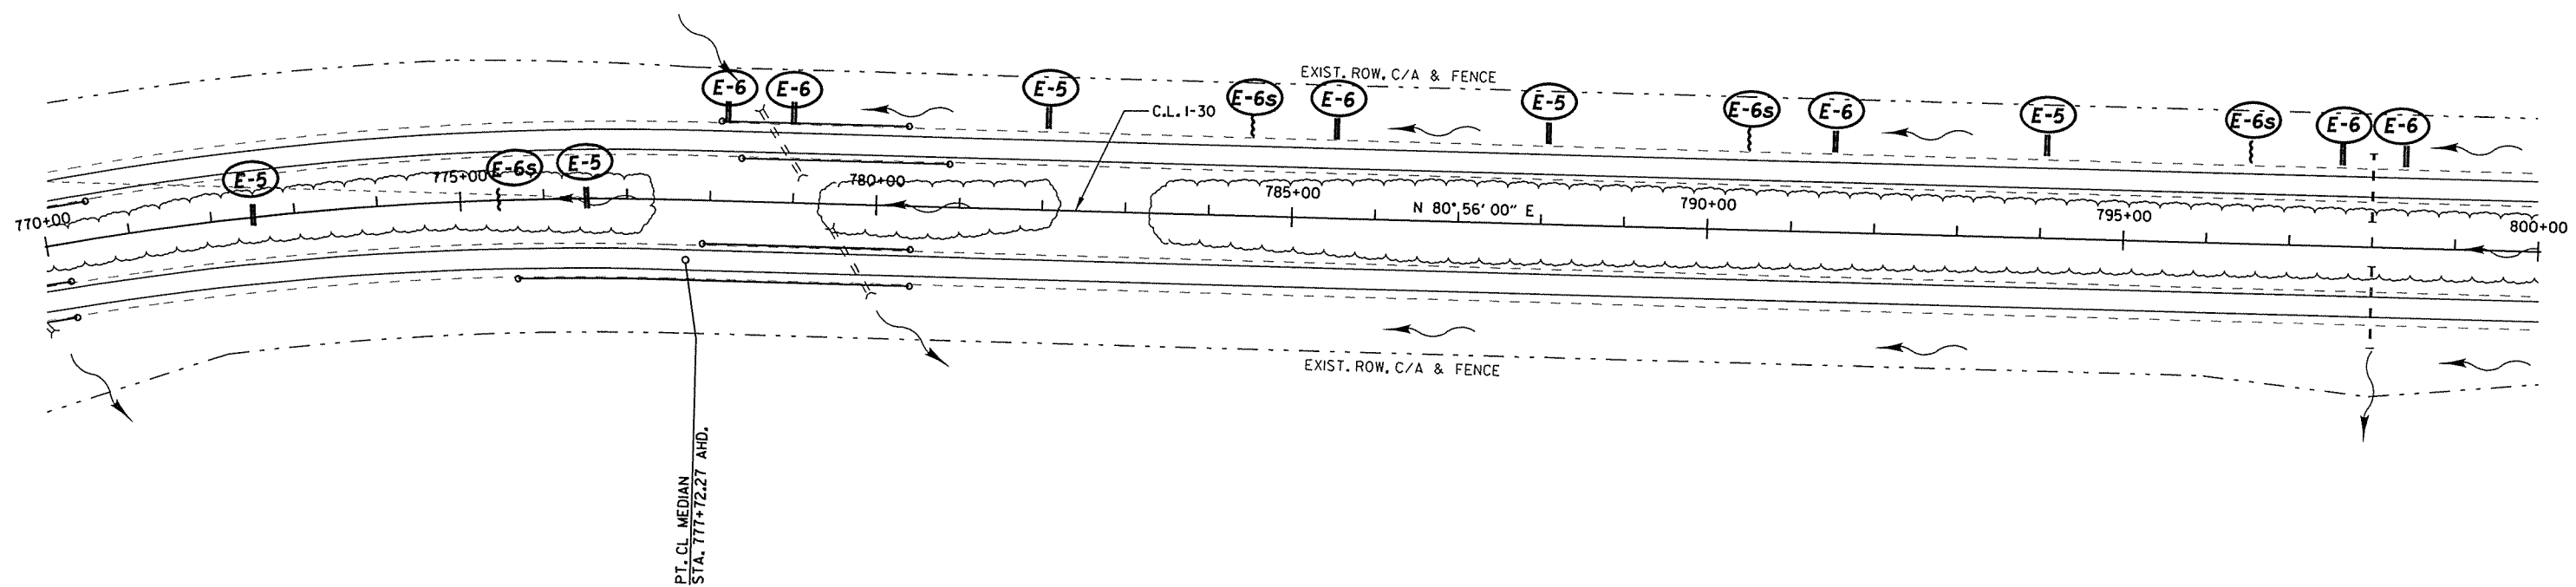 EXIST. ROW, C/A & FENCE
E-6
E-6
E-5
E-6s
E-6
E-5
E-6s
E-6
E-5
E-6s
E-6
E-6
C.L. I-30
E-5
E-6s
E-5
770+00
775+00
780+00
785+00
N 80° 56' 00" E
790+00
795+00
800+00
EXIST. ROW, C/A & FENCE
PT. CL MEDIAN
STA. 777+72.27 AHD.